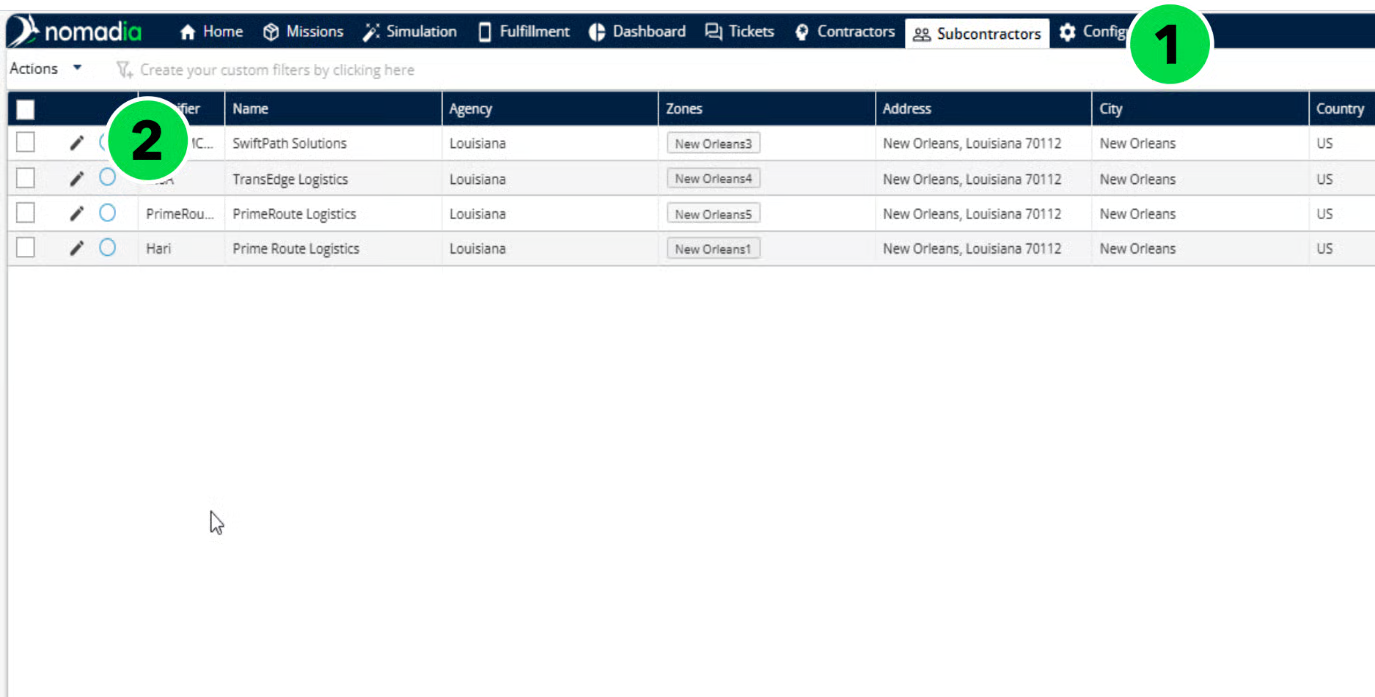 nomadia Home Missions Simulation Fulfillment Dashboard Tickets Contractors Subcontractors 1
Actions Create your custom filters by clicking here
Name Agency Zones Address City Country
2
SwiftPath Solutions Louisiana New Orleans3 New Orleans, Louisiana 70112 New Orleans US
TransEdge Logistics Louisiana New Orleans4 New Orleans, Louisiana 70112 New Orleans US
PrimeRou... PrimeRoute Logistics Louisiana New Orleans5 New Orleans, Louisiana 70112 New Orleans US
Hari Prime Route Logistics Louisiana New Orleans1 New Orleans, Louisiana 70112 New Orleans US